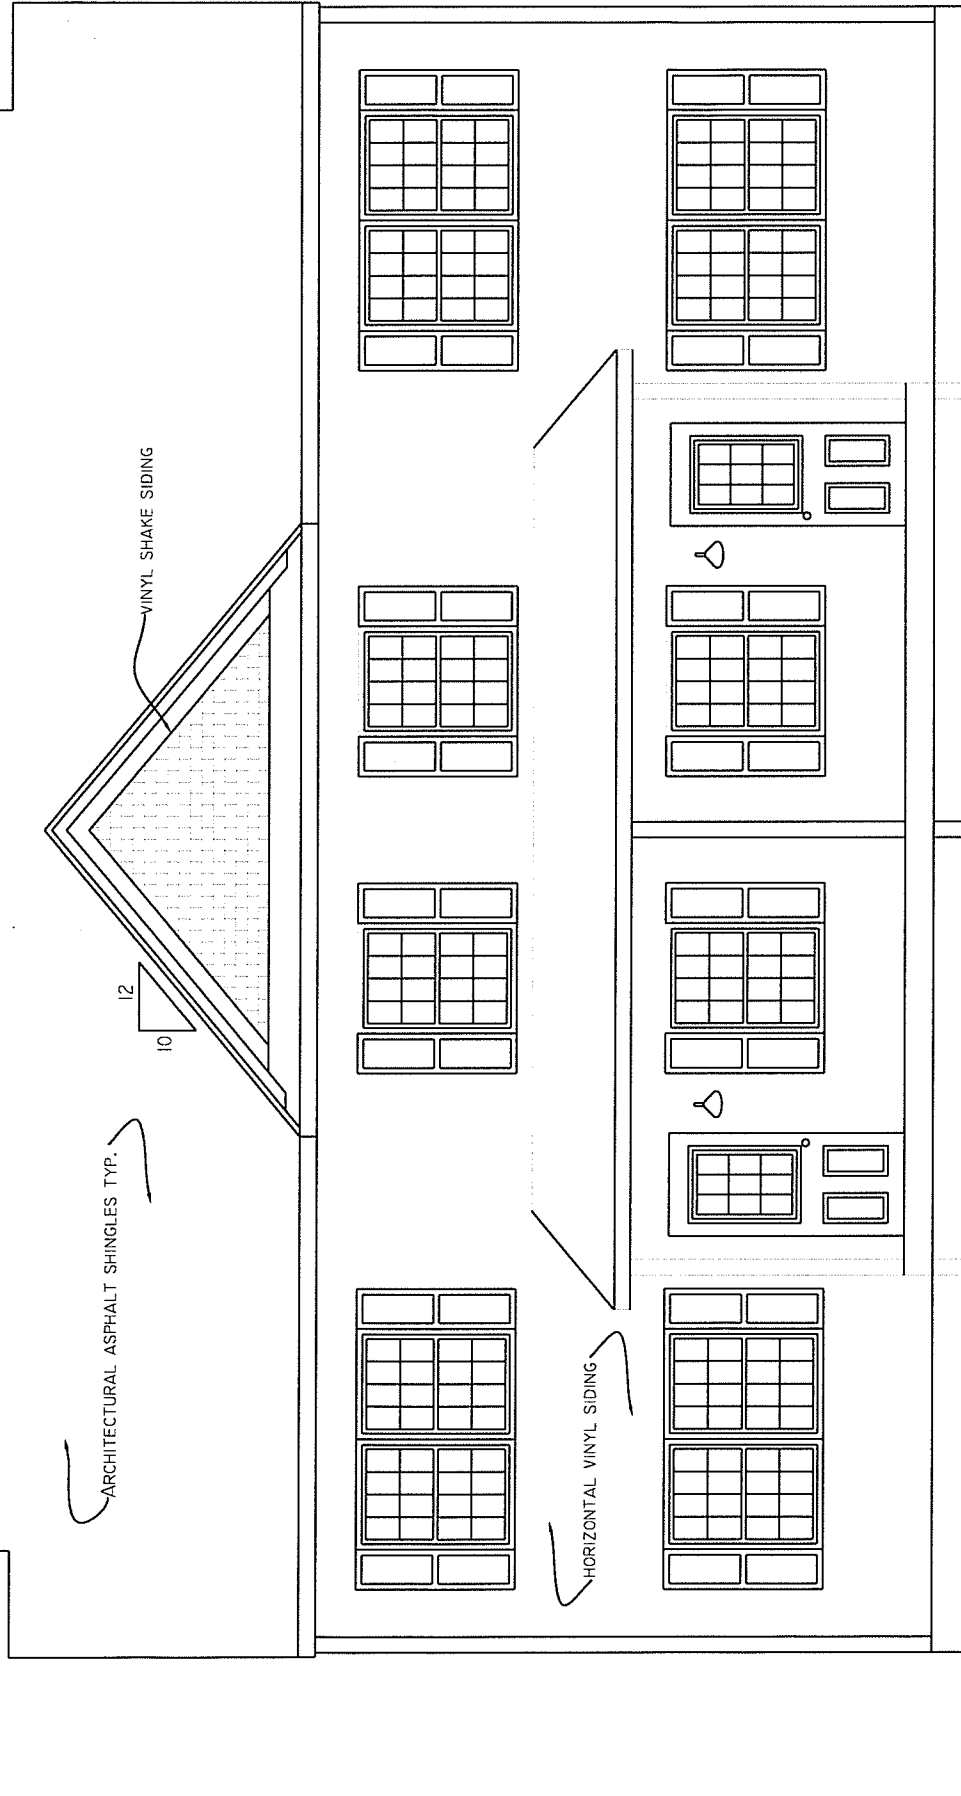 ARCHITECTURAL ASPHALT SHINGLES TYP.
12
10
VINYL SHAKE SIDING
HORIZONTAL VINYL SIDING